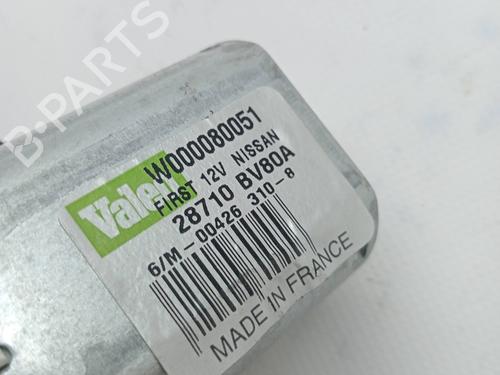 B-PARTS
Valeo
W000080051
FIRST 12V NISSAN
28710 BV80A
6/M-00426 310-8
MADE IN FRANCE